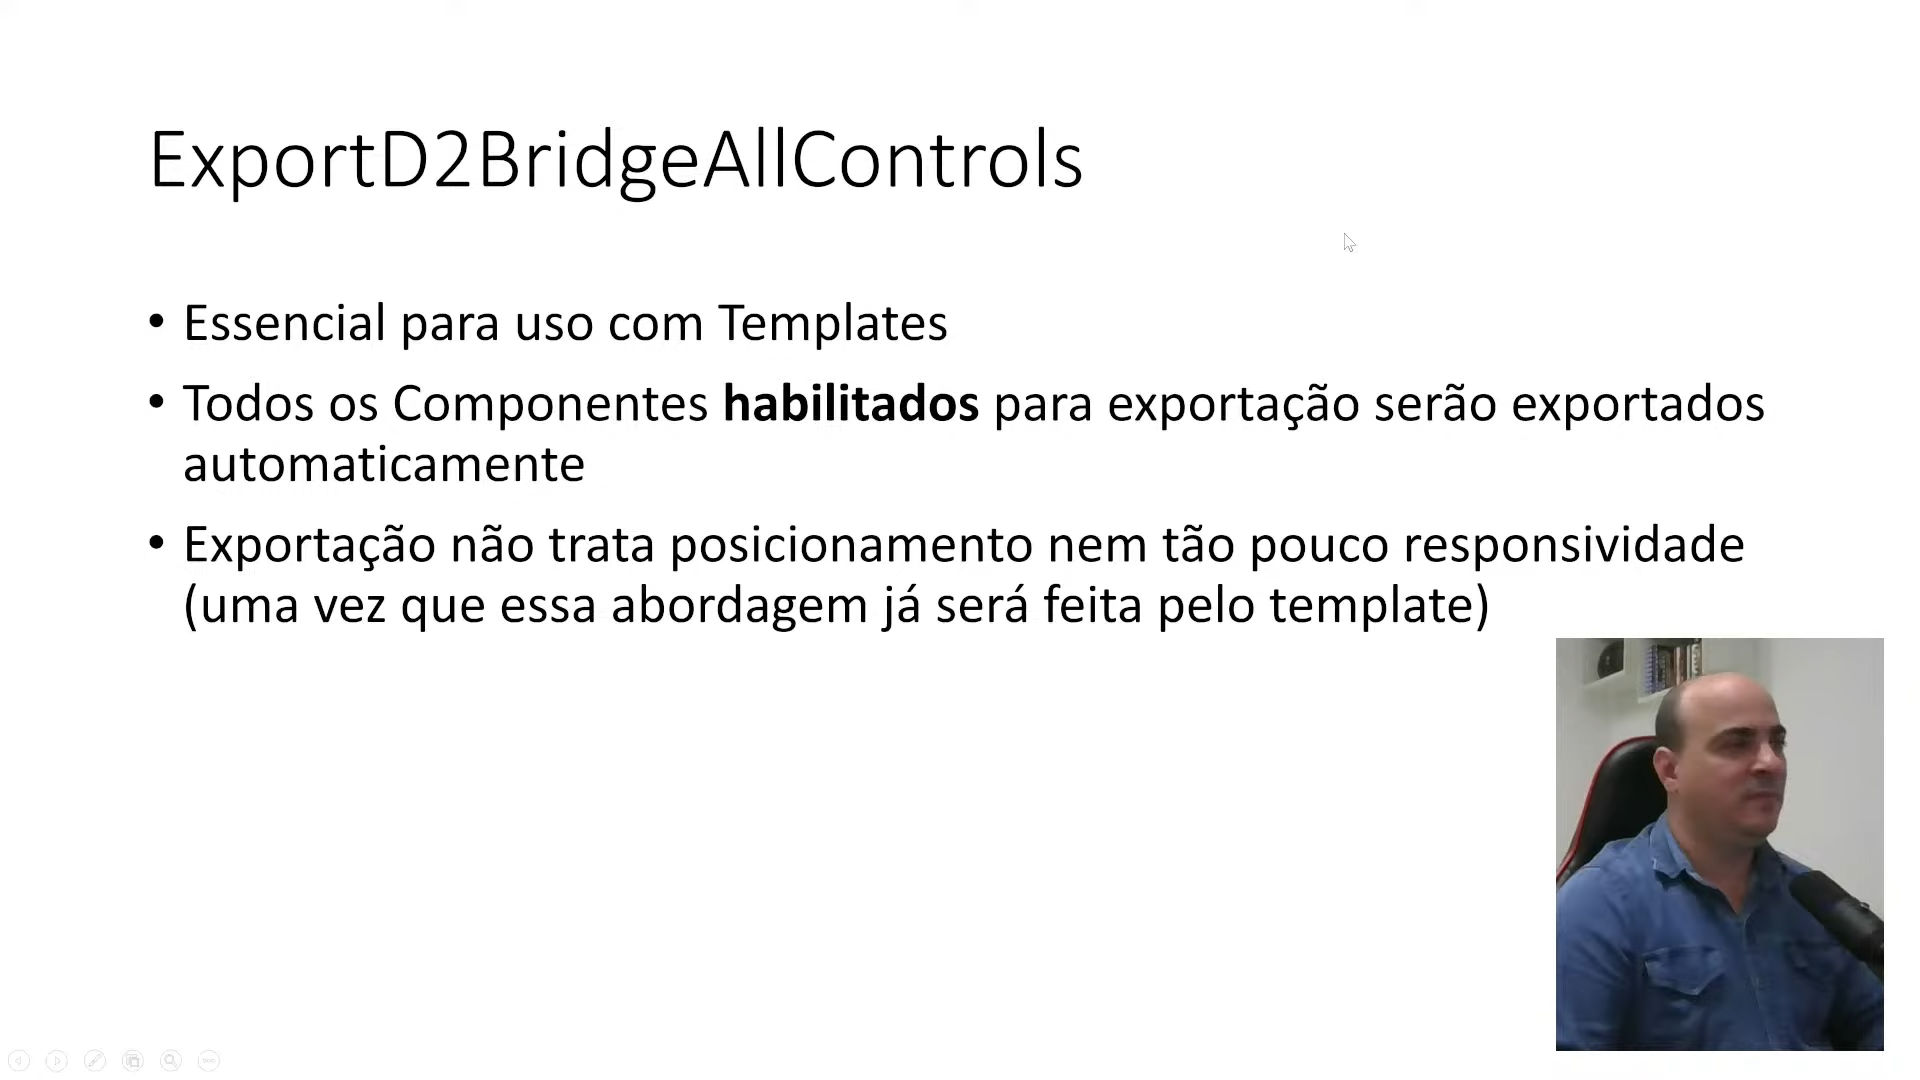 ExportD2BridgeAllControls
• Essencial para uso com Templates
• Todos os Componentes habilitados para exportação serão exportados
automaticamente
• Exportação não trata posicionamento nem tão pouco responsividade
(uma vez que essa abordagem já será feita pelo template)